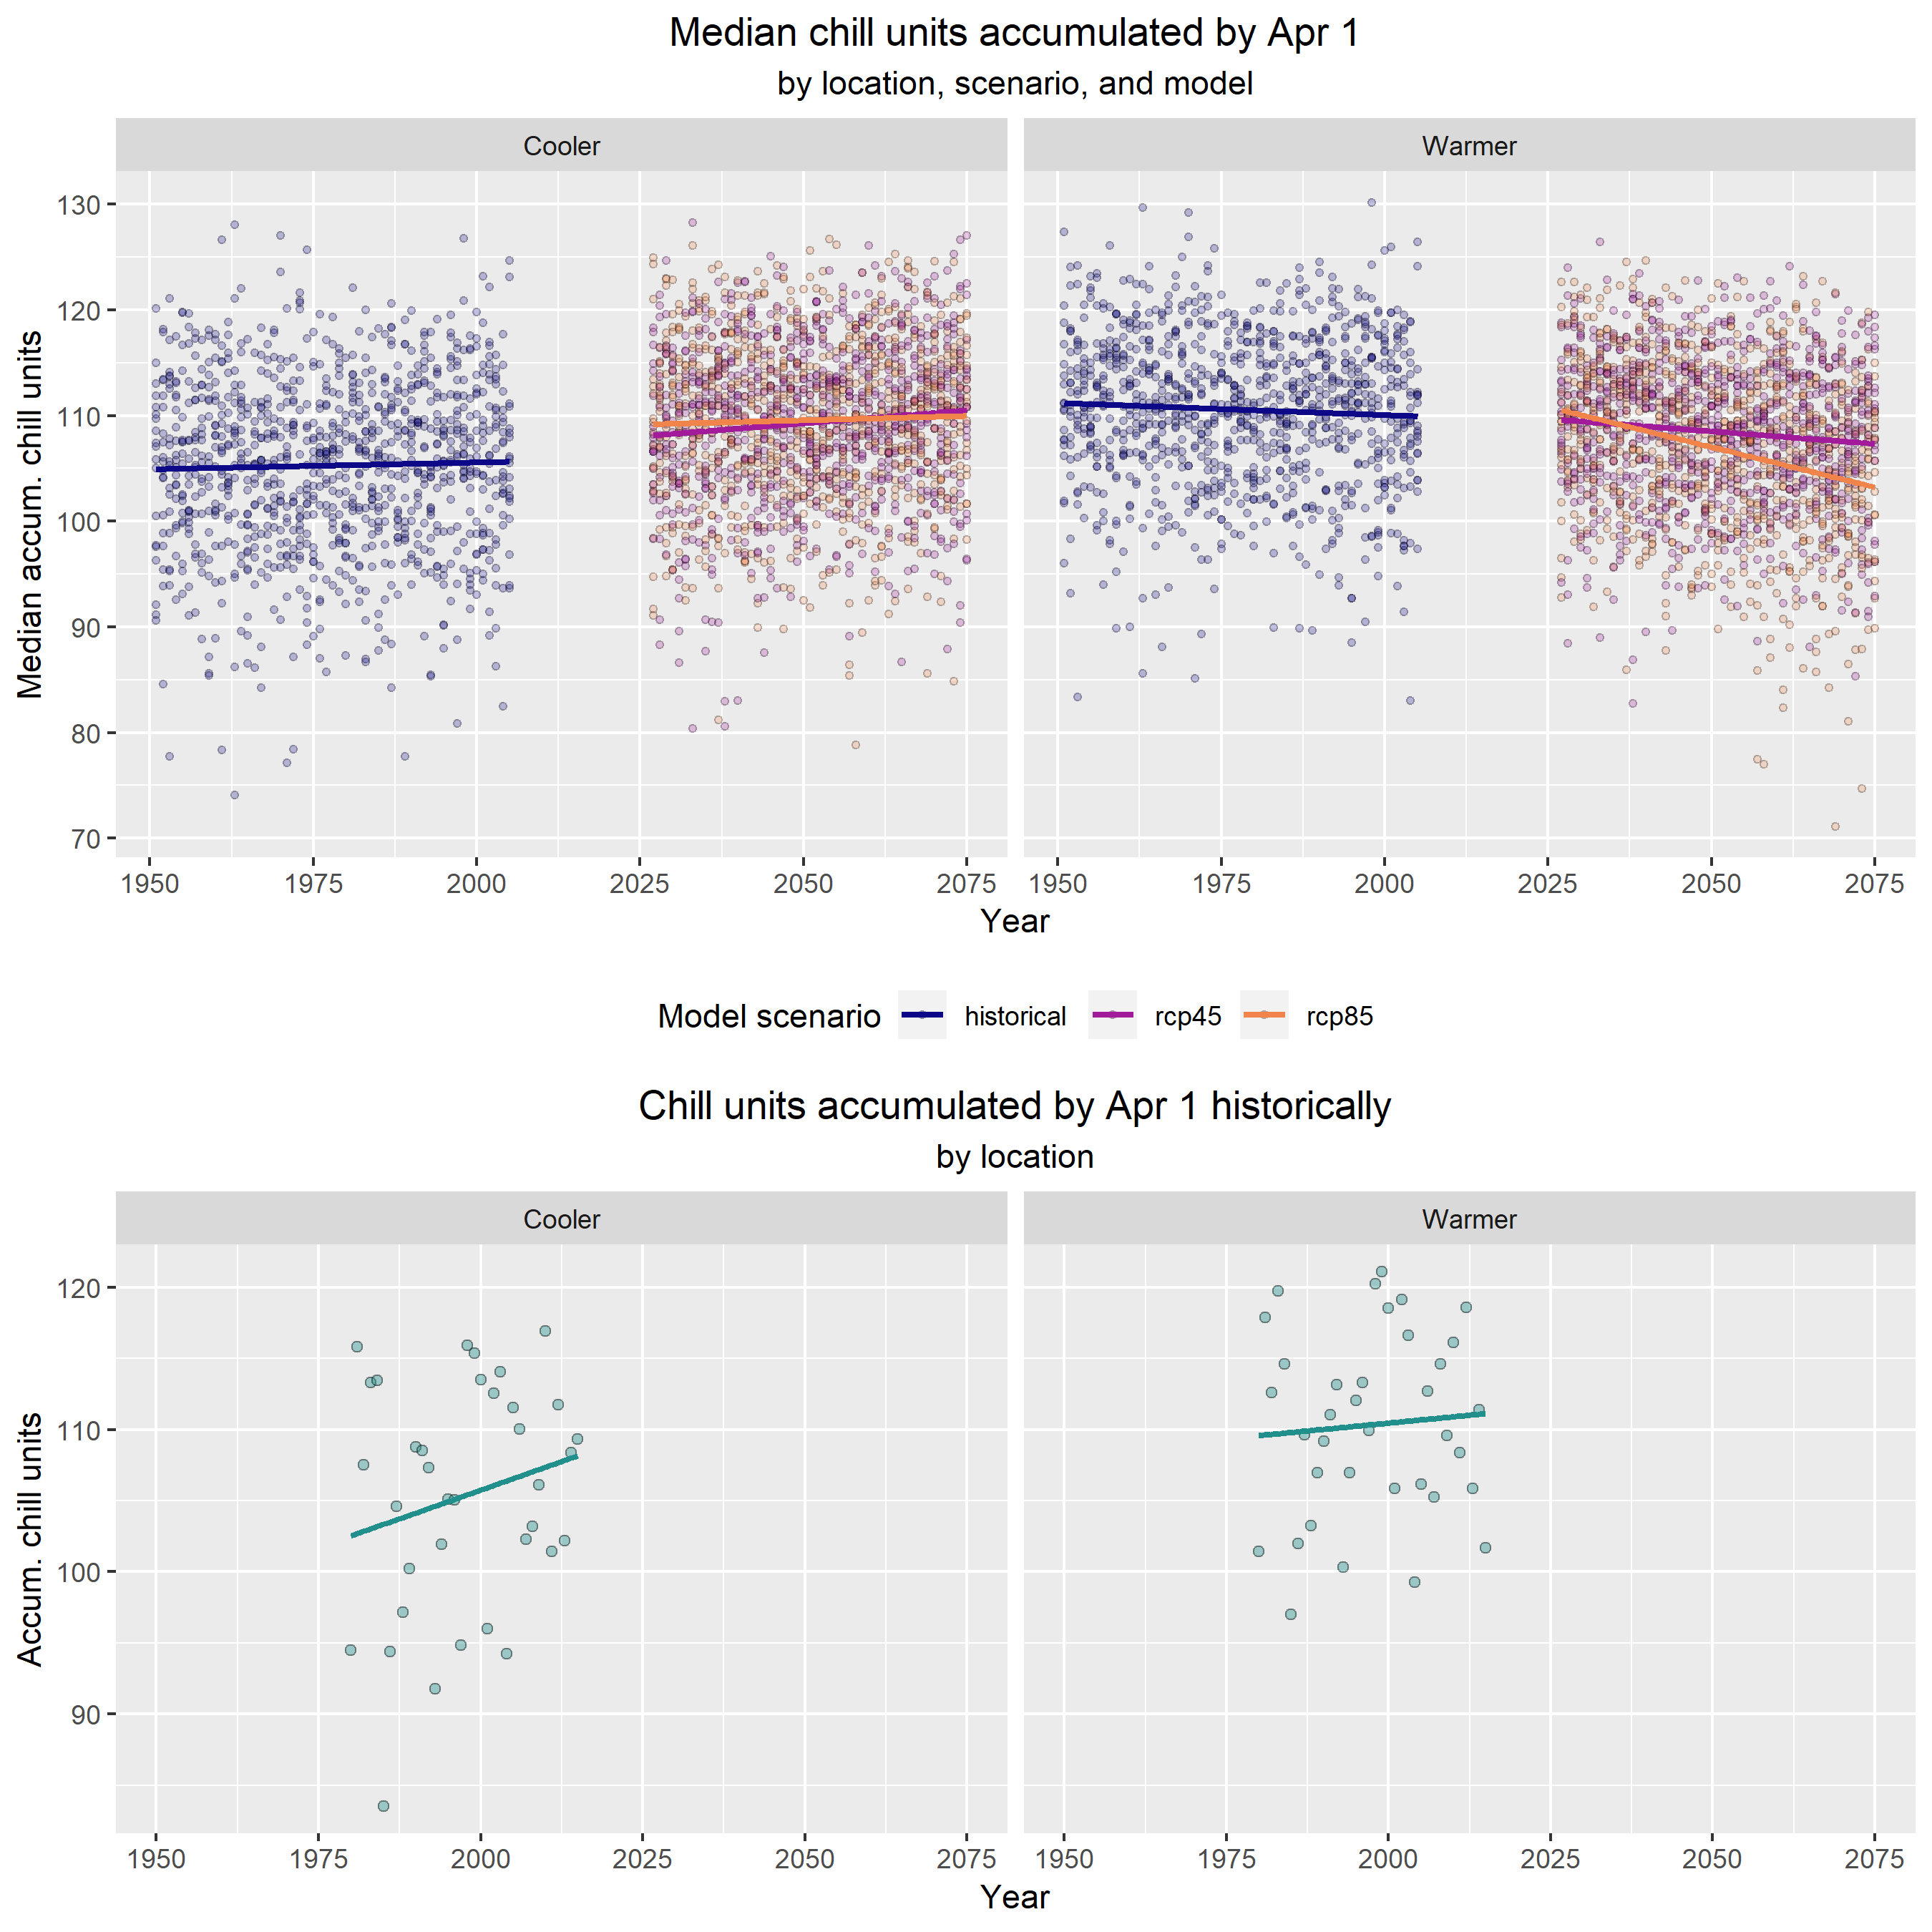 Median chill units accumulated by Apr 1
by location, scenario, and model
Cooler
Warmer
Median accum. chill units
130
120
110
100
90
80
70
1950 1975 2000 2025 2050 2075
1950 1975 2000 2025 2050 2075
Year
Model scenario historical rcp45 rcp85
Chill units accumulated by Apr 1 historically
by location
Cooler
Warmer
Accum. chill units
120
110
100
90
1950 1975 2000 2025 2050 2075
1950 1975 2000 2025 2050 2075
Year